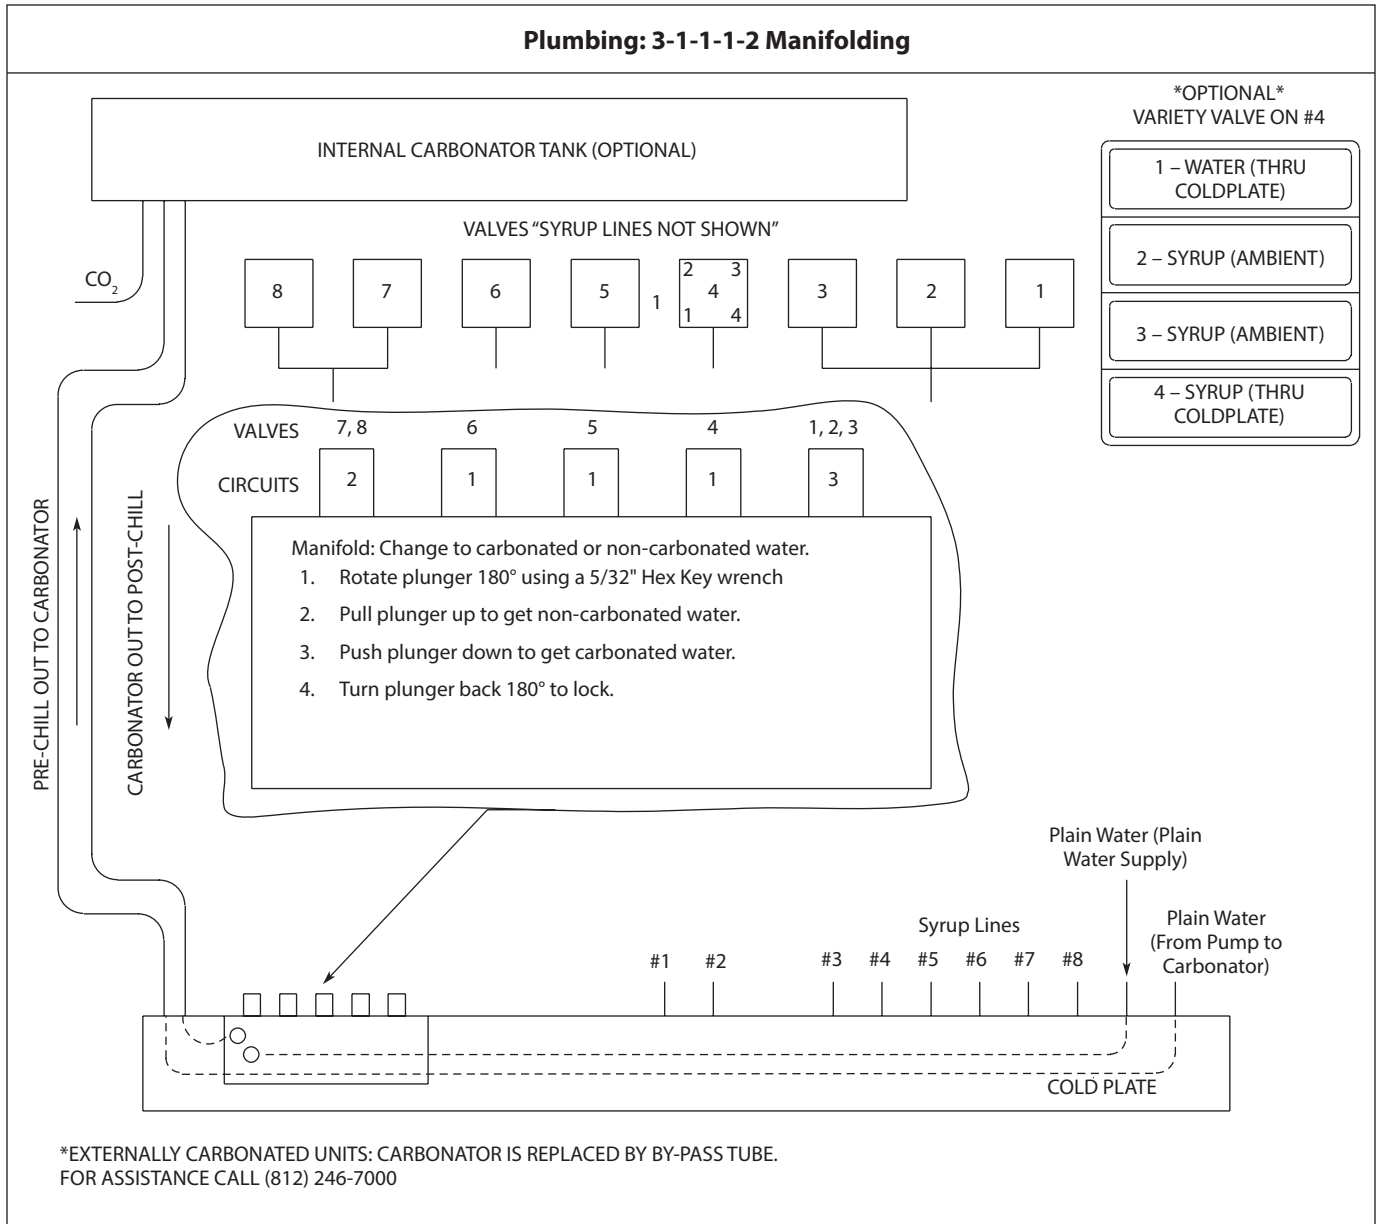 Plumbing: 3-1-1-1-2 Manifolding
*OPTIONAL*
VARIETY VALVE ON #4
INTERNAL CARBONATOR TANK (OPTIONAL)
1 – WATER (THRU
COLDPLATE)
2 – SYRUP (AMBIENT)
3 – SYRUP (AMBIENT)
4 – SYRUP (THRU
COLDPLATE)
VALVES “SYRUP LINES NOT SHOWN”
CO2
8 7 6 5 1 2 3 4 1 4 3 2 1
VALVES 7, 8 6 5 4 1, 2, 3
CIRCUITS 2 1 1 1 3
PRE-CHILL OUT TO CARBONATOR
CARBONATOR OUT TO POST-CHILL
Manifold: Change to carbonated or non-carbonated water.
1. Rotate plunger 180° using a 5/32" Hex Key wrench
2. Pull plunger up to get non-carbonated water.
3. Push plunger down to get carbonated water.
4. Turn plunger back 180° to lock.
Plain Water (Plain
Water Supply)
Plain Water
(From Pump to
Carbonator)
Syrup Lines
#1 #2 #3 #4 #5 #6 #7 #8
COLD PLATE
*EXTERNALLY CARBONATED UNITS: CARBONATOR IS REPLACED BY BY-PASS TUBE.
FOR ASSISTANCE CALL (812) 246-7000